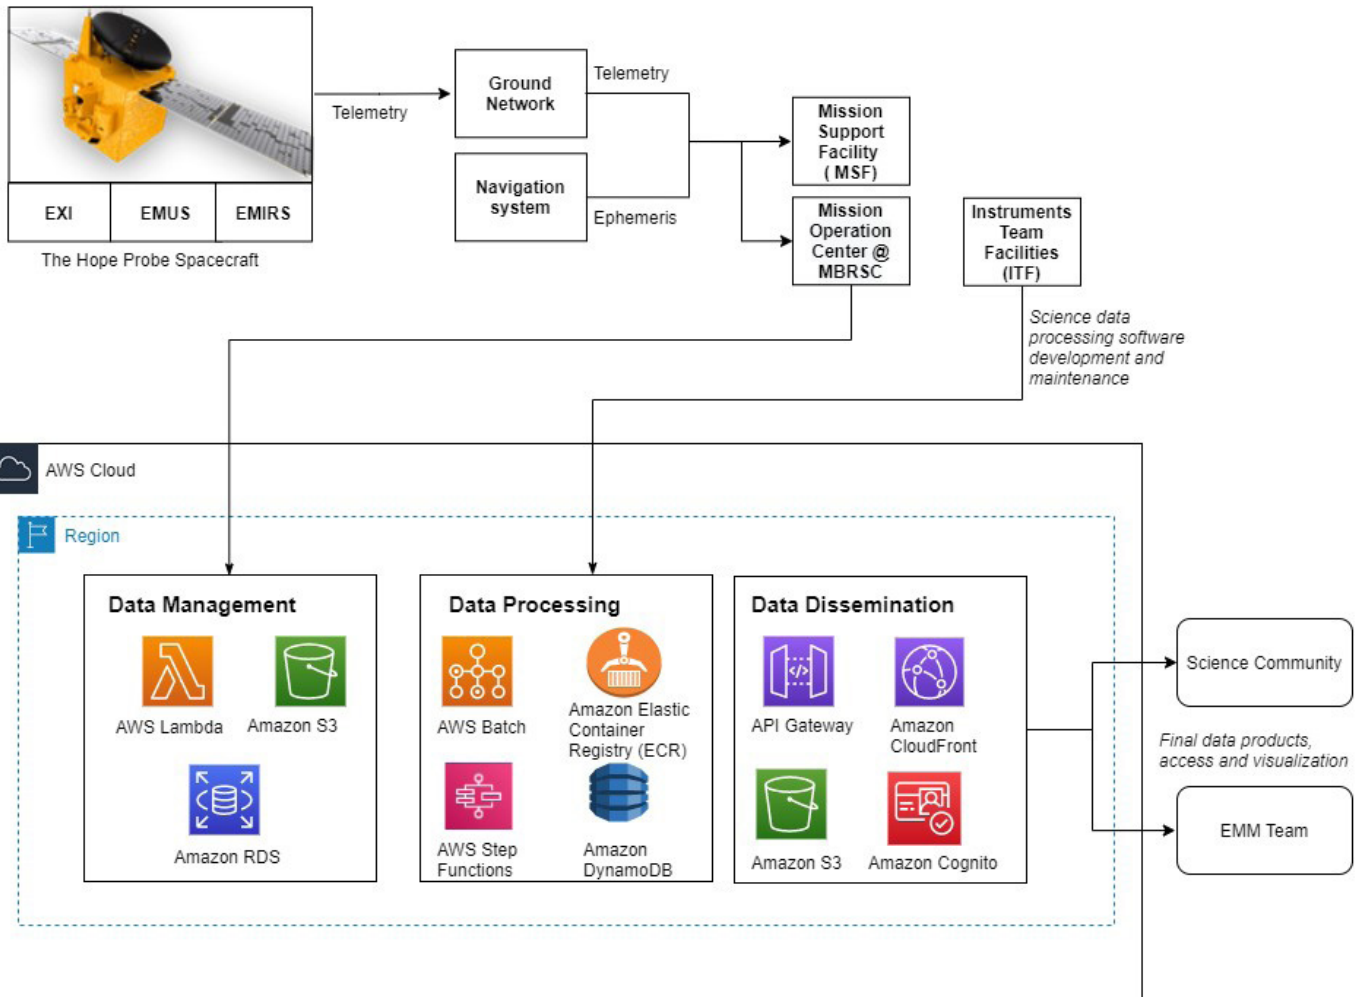 EXI
EMUS
EMIRS
The Hope Probe Spacecraft
Telemetry
Ground
Network
Navigation
system
Telemetry
Ephemeris
Mission
Support
Facility
( MSF)
Mission
Operation
Center @
MBRSC
Instruments
Team
Facilities
(ITF)
Science data
processing software
development and
maintenance
AWS Cloud
Region
Data Management
AWS Lambda
Amazon S3
Amazon RDS
Data Processing
AWS Batch
Amazon Elastic
Container
Registry (ECR)
AWS Step
Functions
Amazon
DynamoDB
Data Dissemination
API Gateway
Amazon
CloudFront
Amazon S3
Amazon Cognito
Science Community
Final data products,
access and visualization
EMM Team